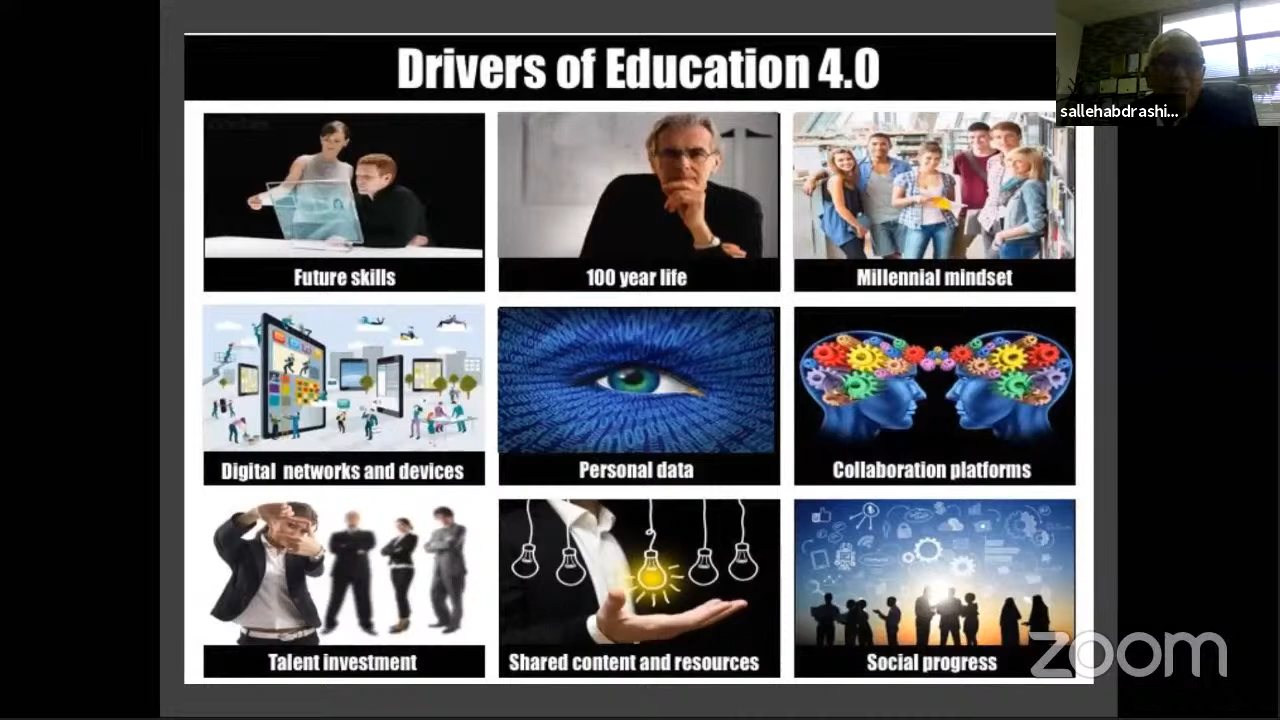 Drivers of Education 4.0
sallehabdrashi...
Future skills
100 year life
Millennial mindset
Digital networks and devices
Personal data
Collaboration platforms
Talent investment
Shared content and resources
Social progress
zoom